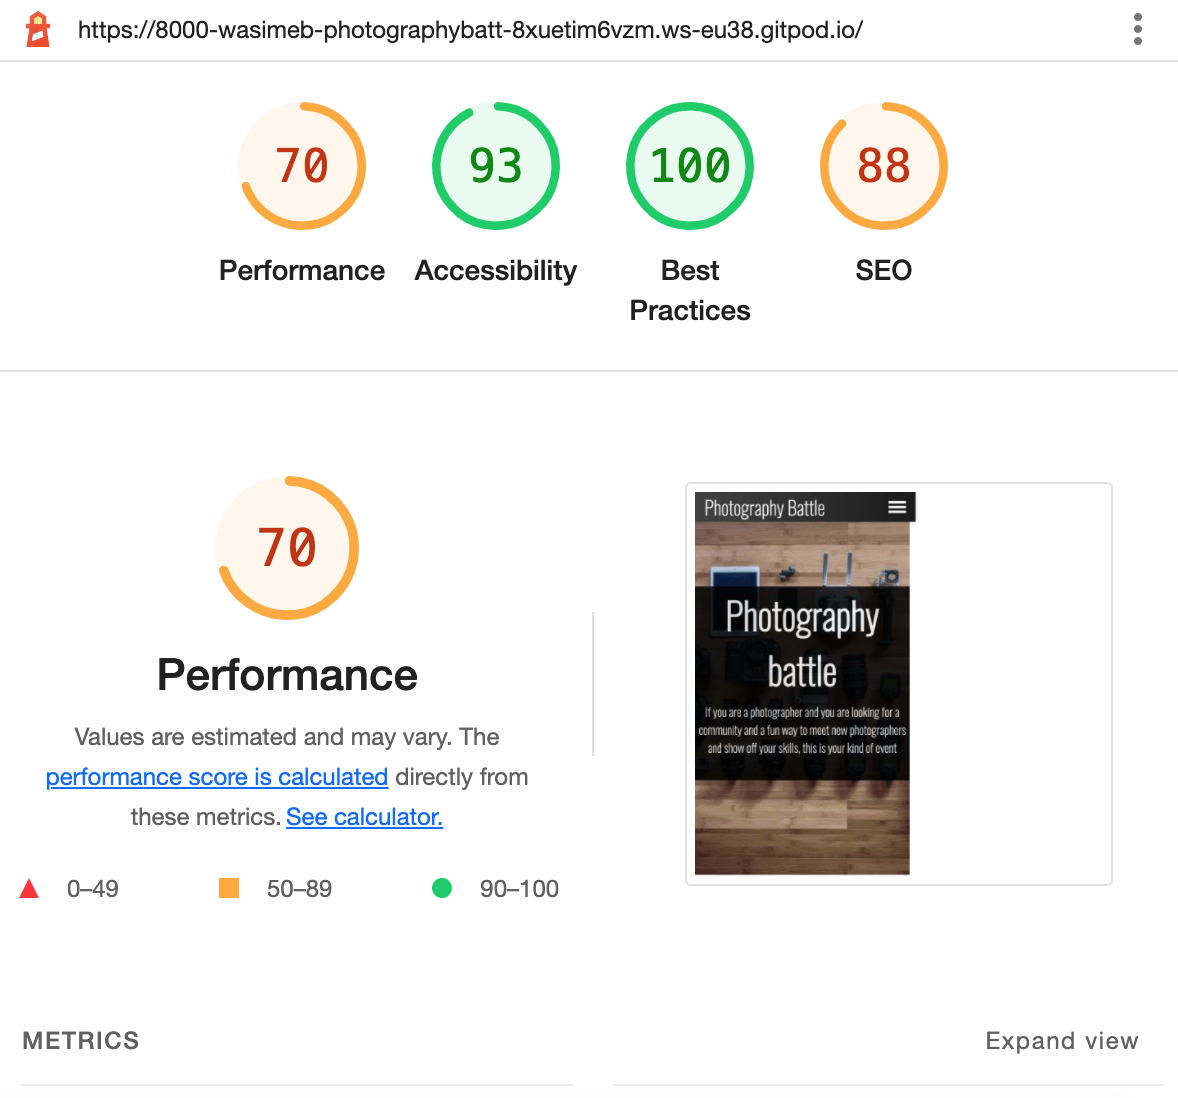 https://8000-wasimeb-photographybatt-8xuetim6vzm.ws-eu38.gitpod.io/
70
93
100
88
Performance
Accessibility
Best
Practices
SEO
70
Performance
Values are estimated and may vary. The
performance score is calculated directly from
these metrics. See calculator.
0–49
50–89
90–100
Photography Battle
Photography
battle
If you are a photographer and you are looking for a
community and a fun way to meet new photographers
and show off your skills, this is your kind of event
METRICS
Expand view